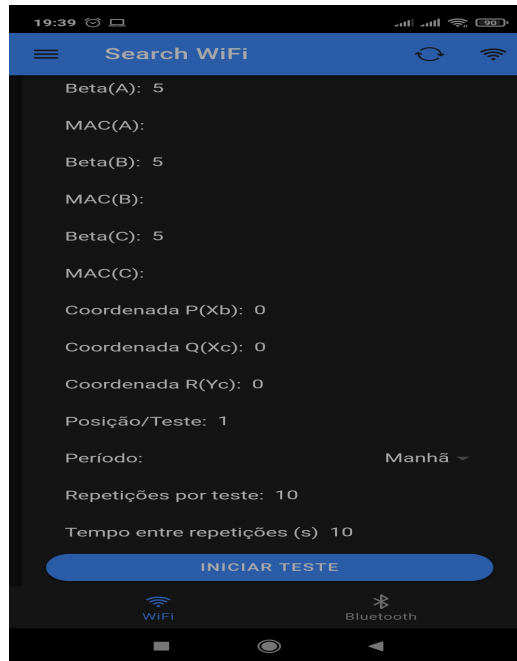 19:39 90
Search WiFi
Beta(A): 5
MAC(A):
Beta(B): 5
MAC(B):
Beta(C): 5
MAC(C):
Coordenada P(Xb): 0
Coordenada Q(Xc): 0
Coordenada R(Yc): 0
Posição/Teste: 1
Período: Manhã
Repetições por teste: 10
Tempo entre repetições (s) 10
INICIAR TESTE
WiFi Bluetooth